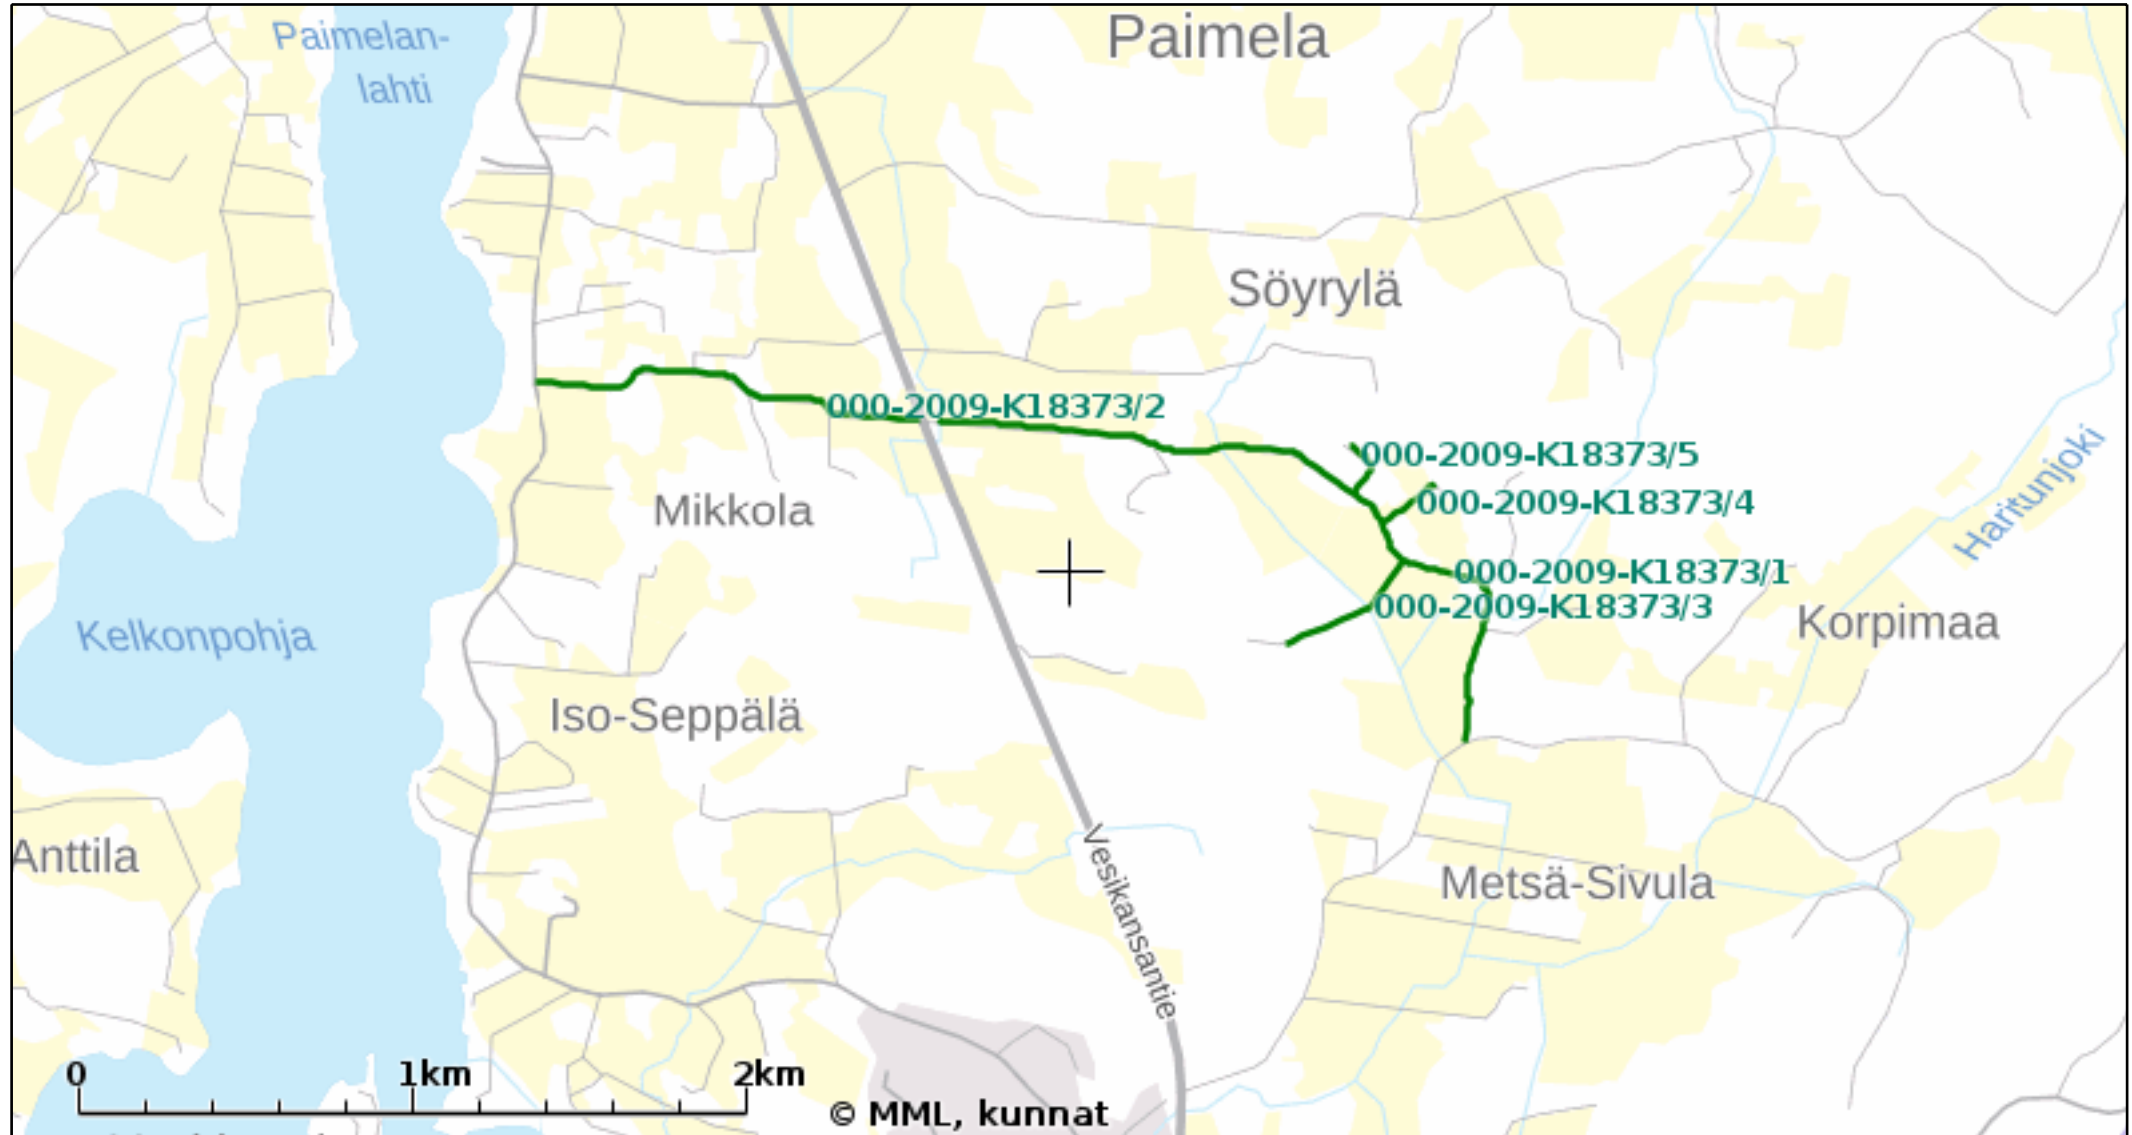 Paimelan-
lahti
Paimela
Söyrylä
000-2009-K18373/2
000-2009-K18373/5
000-2009-K18373/4
Mikkola
Haritunjoki
000-2009-K18373/1
000-2009-K18373/3
Korpimaa
Kelkonpohja
Iso-Seppälä
Anttila
Vesikansantie
Metsä-Sivula
0 1km 2km
© MML, kunnat